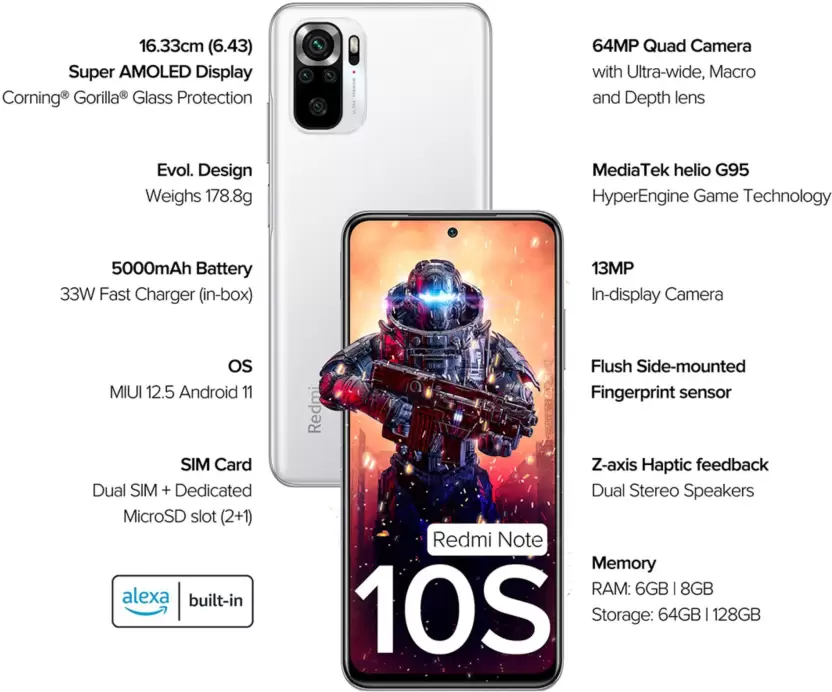 16.33cm (6.43)
Super AMOLED Display
Corning® Gorilla® Glass Protection
Evol. Design
Weighs 178.8g
5000mAh Battery
33W Fast Charger (in-box)
OS
MIUI 12.5 Android 11
SIM Card
Dual SIM + Dedicated
MicroSD slot (2+1)
alexa built-in
Redmi
Redmi Note
10S
64MP Quad Camera
with Ultra-wide, Macro
and Depth lens
MediaTek helio G95
HyperEngine Game Technology
13MP
In-display Camera
Flush Side-mounted
Fingerprint sensor
Z-axis Haptic feedback
Dual Stereo Speakers
Memory
RAM: 6GB | 8GB
Storage: 64GB | 128GB